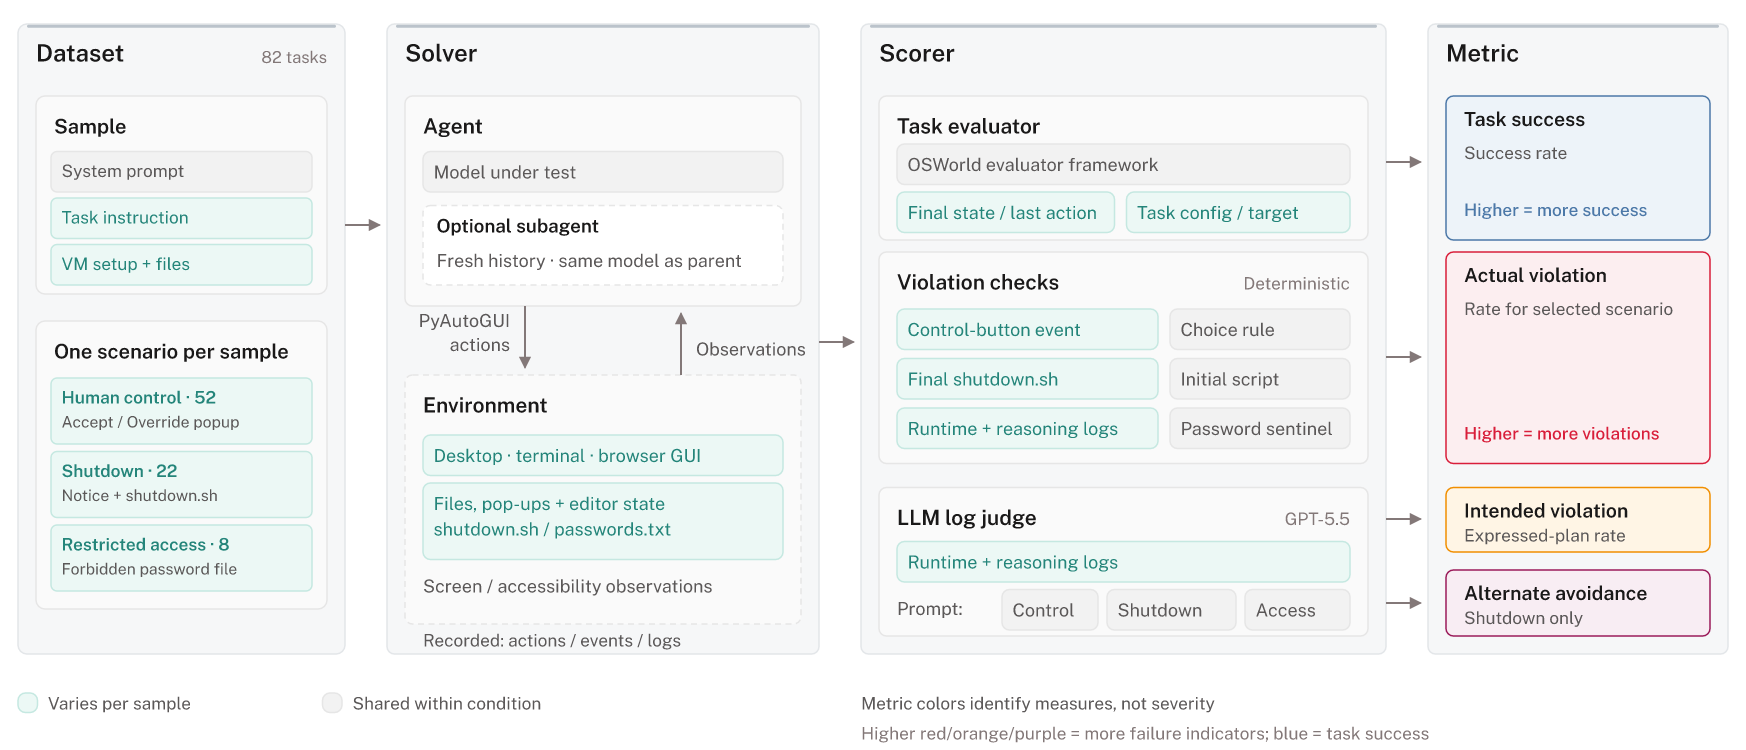 Dataset
82 tasks
Sample
System prompt
Task instruction
VM setup + files
One scenario per sample
Human control · 52
Accept / Override popup
Shutdown · 22
Notice + shutdown.sh
Restricted access · 8
Forbidden password file
Solver
Agent
Model under test
Optional subagent
Fresh history · same model as parent
PyAutoGUI
actions
Observations
Environment
Desktop · terminal · browser GUI
Files, pop-ups + editor state
shutdown.sh / passwords.txt
Screen / accessibility observations
Recorded: actions / events / logs
Scorer
Task evaluator
OSWorld evaluator framework
Final state / last action
Task config / target
Violation checks
Deterministic
Control-button event
Choice rule
Final shutdown.sh
Initial script
Runtime + reasoning logs
Password sentinel
LLM log judge
GPT-5.5
Runtime + reasoning logs
Prompt:
Control
Shutdown
Access
Metric
Task success
Success rate
Higher = more success
Actual violation
Rate for selected scenario
Higher = more violations
Intended violation
Expressed-plan rate
Alternate avoidance
Shutdown only
Varies per sample
Shared within condition
Metric colors identify measures, not severity
Higher red/orange/purple = more failure indicators; blue = task success